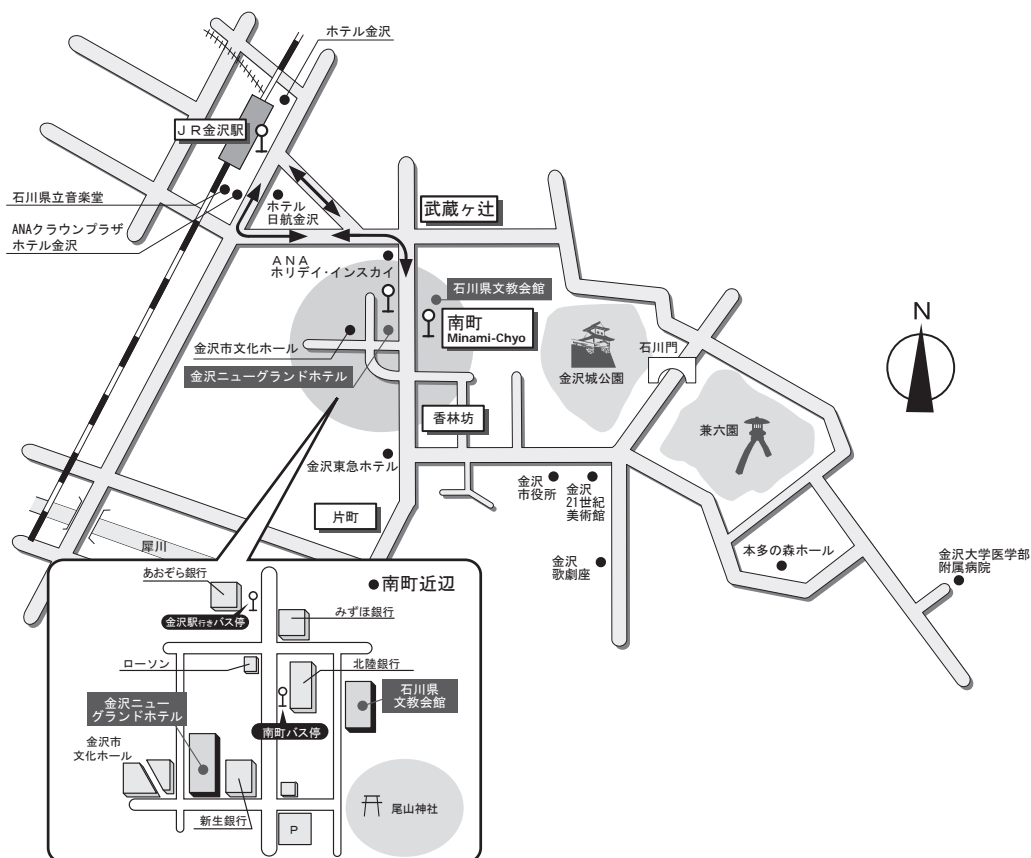 ホテル金沢
JR金沢駅
石川県立音楽堂
ANAクラウンプラザ
ホテル金沢
ホテル
日航金沢
武蔵ヶ辻
ANA
ホリデイ・インスカイ
石川県文教会館
南町
Minami-Chyo
金沢市文化ホール
金沢ニューグランドホテル
香林坊
金沢東急ホテル
片町
犀川
金沢城公園
石川門
兼六園
N
金沢
市役所
金沢
21世紀
美術館
金沢
歌劇座
本多の森ホール
金沢大学医学部
附属病院
●南町近辺
あおぞら銀行
金沢駅行きバス停
みずほ銀行
ローソン
北陸銀行
石川県
文教会館
金沢ニュー
グランドホテル
南町バス停
金沢市
文化ホール
新生銀行
P
尾山神社